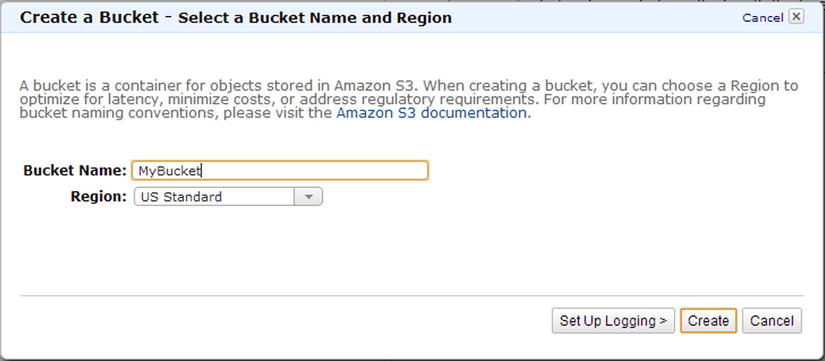 Create a Bucket - Select a Bucket Name and Region
Cancel
A bucket is a container for objects stored in Amazon S3. When creating a bucket, you can choose a Region to
optimize for latency, minimize costs, or address regulatory requirements. For more information regarding
bucket naming conventions, please visit the Amazon S3 documentation.
Bucket Name: MyBucket
Region: US Standard
Set Up Logging > Create Cancel